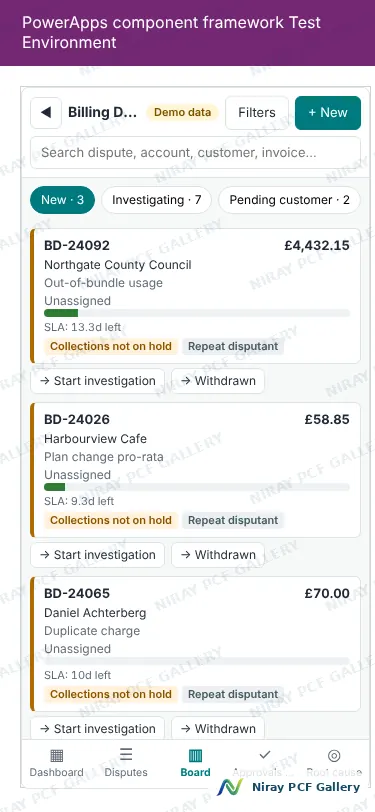 PowerApps component framework Test
Environment
◀ Billing D... Demo data Filters + New
Search dispute, account, customer, invoice...
New · 3 Investigating · 7 Pending customer · 2
BD-24092 £4,432.15
Northgate County Council
Out-of-bundle usage
Unassigned
SLA: 13.3d left
Collections not on hold Repeat disputant
→ Start investigation → Withdrawn
BD-24026 £58.85
Harbourview Cafe
Plan change pro-rata
Unassigned
SLA: 9.3d left
Collections not on hold Repeat disputant
→ Start investigation → Withdrawn
BD-24065 £70.00
Daniel Achterberg
Duplicate charge
Unassigned
SLA: 10d left
Collections not on hold Repeat disputant
→ Start investigation → Withdrawn
Dashboard Disputes Board Approvals ... Root cause
Niray PCF Gallery
NIRAY PCF GALLERY